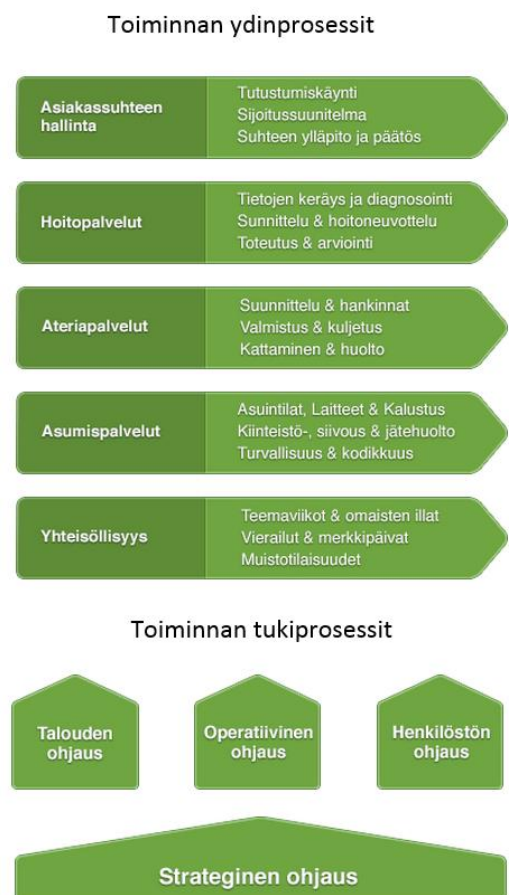 Toiminnan ydinprosessit
Asiakassuhteen
hallinta
Tutustumiskäynti
Sijoitussuunitelma
Suhteen ylläpito ja päätös
Hoitopalvelut
Tietojen keräys ja diagnosointi
Sunnittelu & hoitoneuvottelu
Toteutus & arviointi
Ateriapalvelut
Suunnittelu & hankinnat
Valmistus & kuljetus
Kattaminen & huolto
Asumispalvelut
Asuintilat, Laitteet & Kalustus
Kiinteistö-, siivous & jätehuolto
Turvallisuus & kodikkuus
Yhteisöllisyys
Teemaviikot & omaisten illat
Vierailut & merkkipäivat
Muistotilaisuudet
Toiminnan tukiprosessit
Talouden
ohjaus
Operatiivinen
ohjaus
Henkilöstön
ohjaus
Strateginen ohjaus